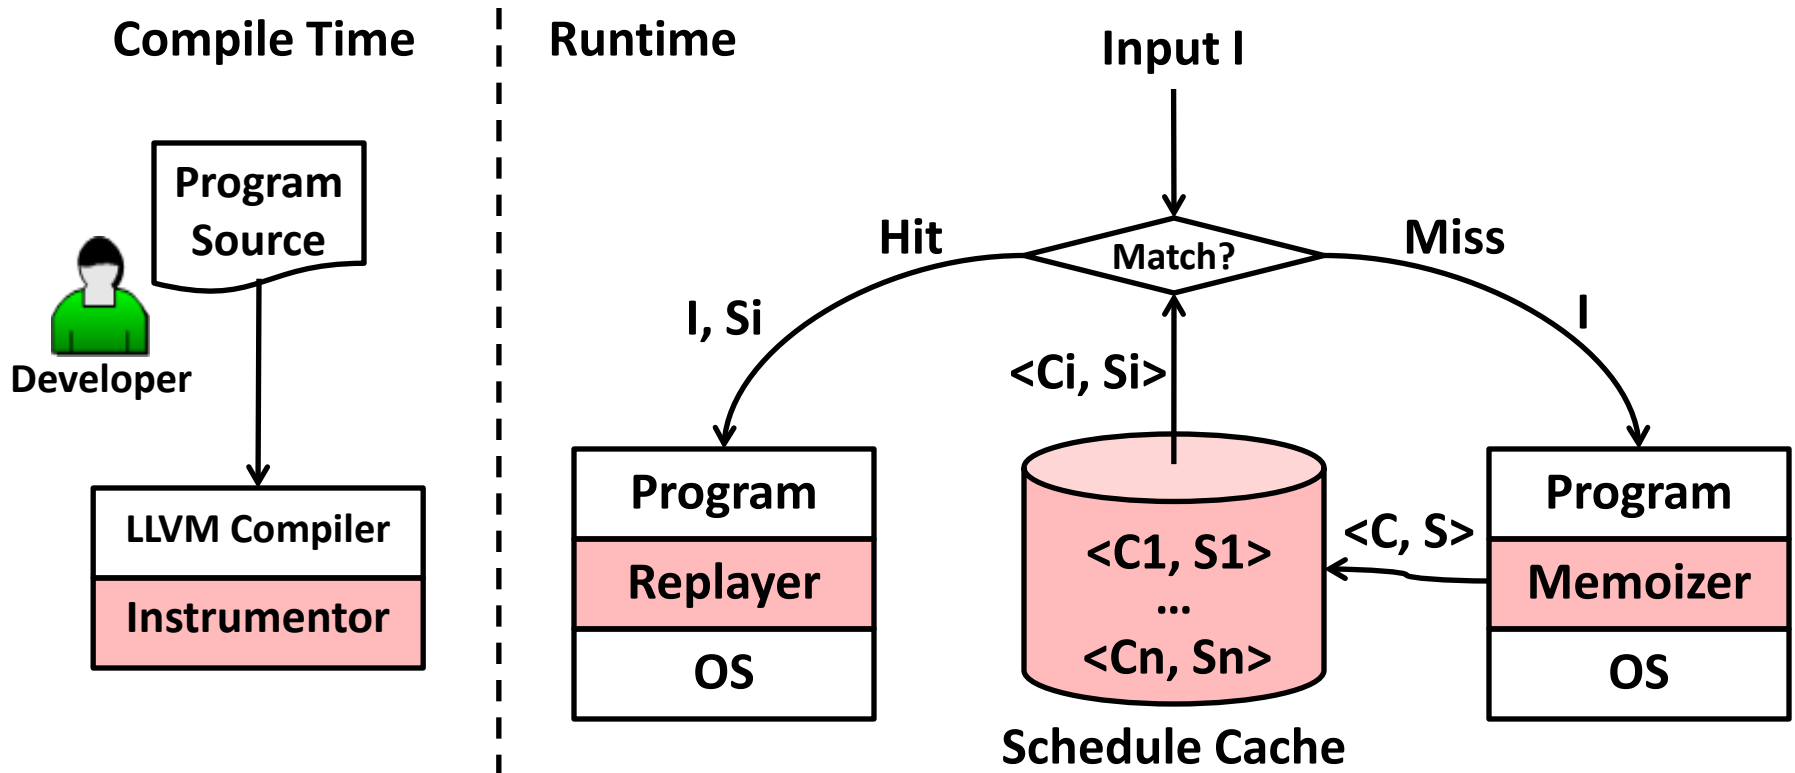 Compile Time
Runtime
Input I
Program
Source
Developer
LLVM Compiler
Instrumentor
Match?
Hit
Miss
I, Si
I
<Ci, Si>
Program
Replayer
OS
<C1, S1>
...
<Cn, Sn>
Schedule Cache
<C, S>
Program
Memoizer
OS